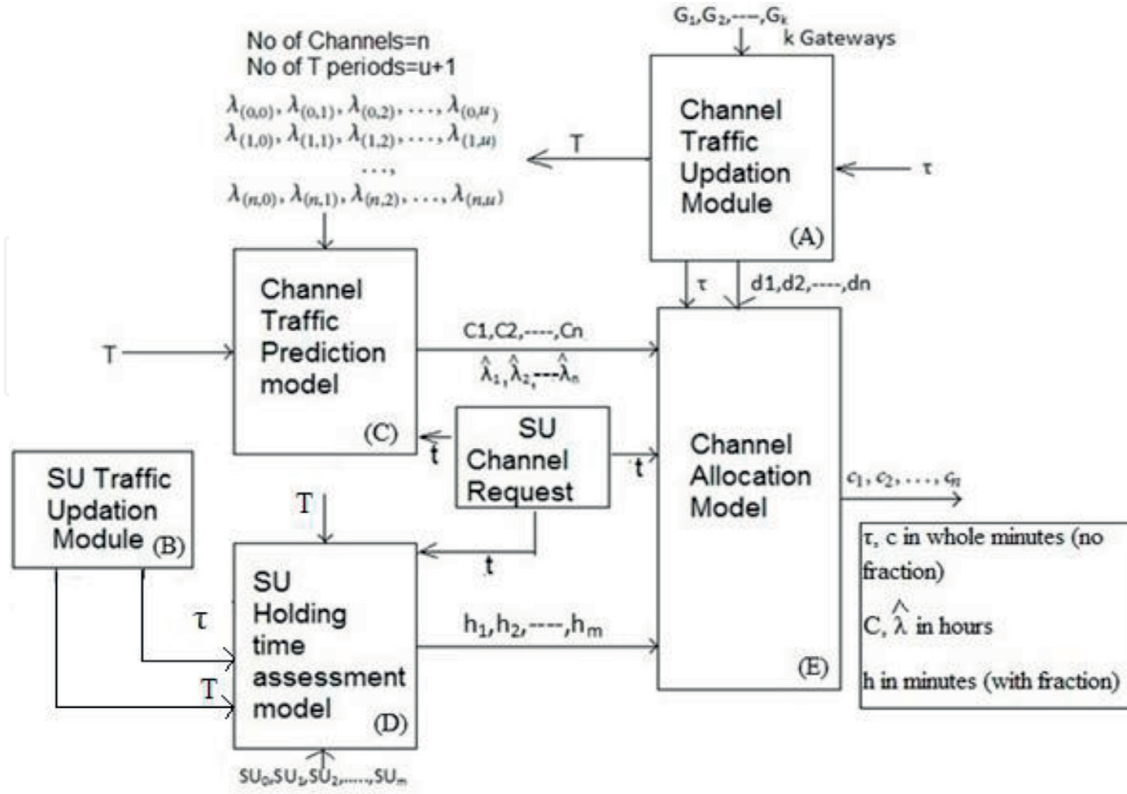 G₁,G₂,----,Gₖ
k Gateways
No of Channels=n
No of T periods=u+1
λ(0,0), λ(0,1), λ(0,2), ..., λ(0,u)
λ(1,0), λ(1,1), λ(1,2), ..., λ(1,u)
...,
λ(n,0), λ(n,1), λ(n,2), ..., λ(n,u)
Channel
Traffic
Updation
Module
(A)
T
τ
τ
d1,d2,----,dn
Channel
Traffic
Prediction
model
(C)
T
C1,C2,----,Cn
λ̂₁,λ̂₂,---λ̂ₙ
SU
Channel
Request
t
t
t
SU Traffic
Updation
Module
(B)
T
τ
T
SU
Holding
time
assessment
model
(D)
h₁,h₂,----,hₘ
SU₀,SU₁,SU₂,.....,SUₘ
Channel
Allocation
Model
(E)
c₁, c₂, ..., cₙ
τ, c in whole minutes (no
fraction)
C, λ̂ in hours
h in minutes (with fraction)